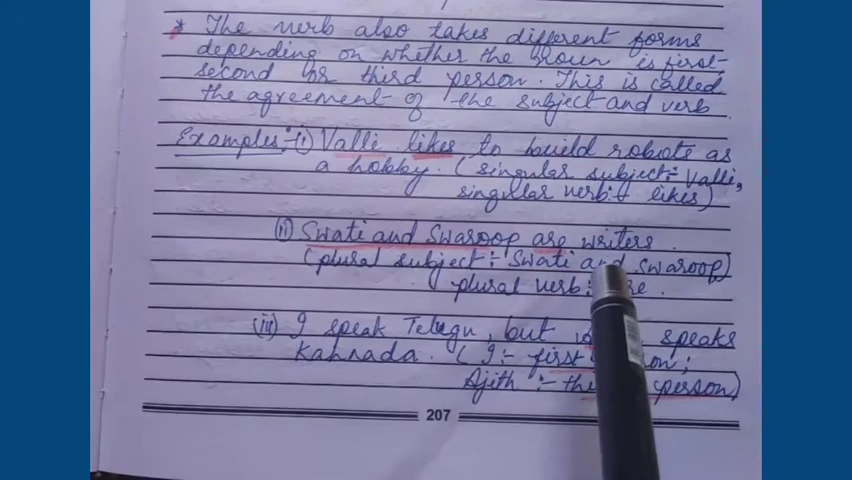 * The verb also takes different forms
depending on whether the noun is first-
second or third person. This is called
the agreement of the subject and verb.
Examples:- (i) Valli likes to build robots as
a hobby. (singular subject:- Valli,
singular verb:- likes)
(ii) Swati and Swaroop are writers.
(plural subject:- Swati and Swaroop)
plural verb:
(iii) I speak Telugu, but speaks
Kannada. (I :- first
Ajith :- person)
207